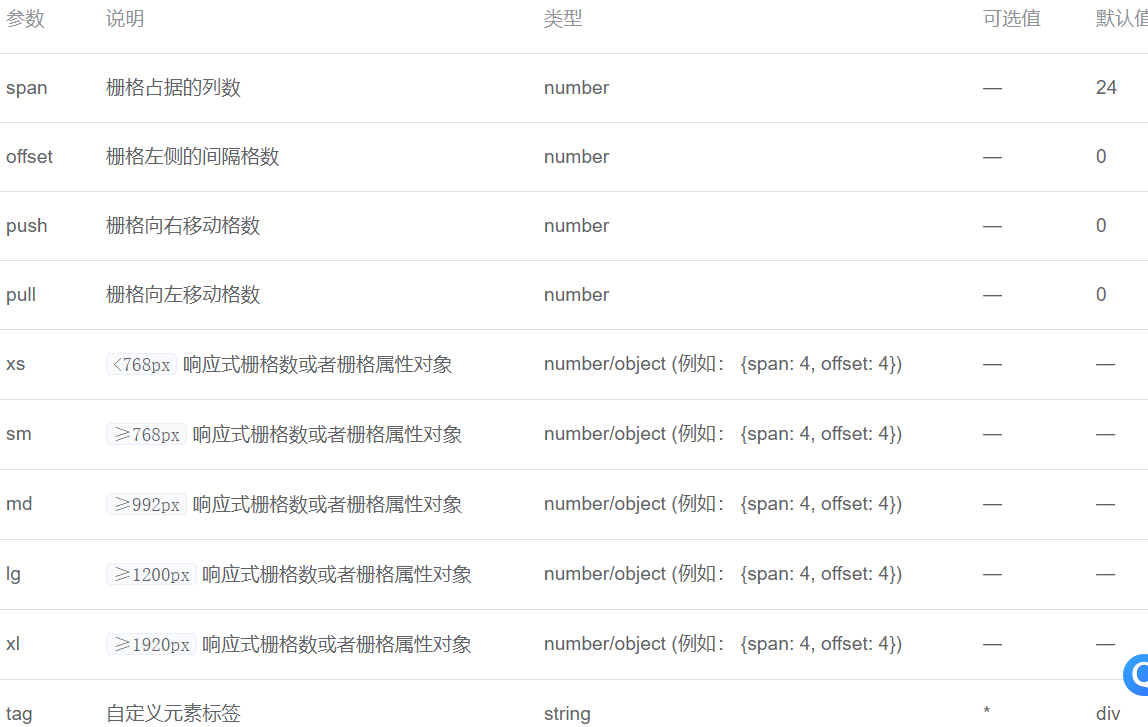 参数 说明 类型 可选值 默认值
span 栅格占据的列数 number — 24
offset 栅格左侧的间隔格数 number — 0
push 栅格向右移动格数 number — 0
pull 栅格向左移动格数 number — 0
xs <768px 响应式栅格数或者栅格属性对象 number/object (例如： {span: 4, offset: 4}) — —
sm ≥768px 响应式栅格数或者栅格属性对象 number/object (例如： {span: 4, offset: 4}) — —
md ≥992px 响应式栅格数或者栅格属性对象 number/object (例如： {span: 4, offset: 4}) — —
lg ≥1200px 响应式栅格数或者栅格属性对象 number/object (例如： {span: 4, offset: 4}) — —
xl ≥1920px 响应式栅格数或者栅格属性对象 number/object (例如： {span: 4, offset: 4}) — —
tag 自定义元素标签 string * div